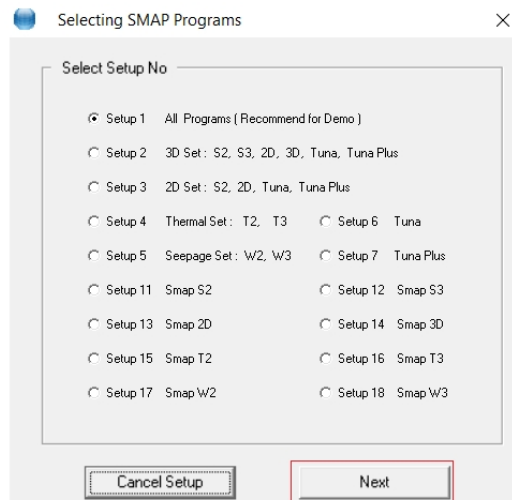 Selecting SMAP Programs
Select Setup No
Setup 1 All Programs ( Recommend for Demo )
Setup 2 3D Set : S2, S3, 2D, 3D, Tuna, Tuna Plus
Setup 3 2D Set : S2, 2D, Tuna, Tuna Plus
Setup 4 Thermal Set : T2, T3 Setup 6 Tuna
Setup 5 Seepage Set : W2, W3 Setup 7 Tuna Plus
Setup 11 Smap S2 Setup 12 Smap S3
Setup 13 Smap 2D Setup 14 Smap 3D
Setup 15 Smap T2 Setup 16 Smap T3
Setup 17 Smap W2 Setup 18 Smap W3
Cancel Setup Next